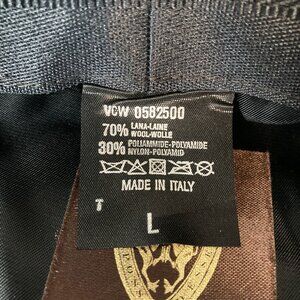 VCW 0582500
70% LANA-LAINE
WOOL-WOLLE
30% POLIAMMIDE-POLYAMIDE
NYLON-POLYAMID
MADE IN ITALY
T
L